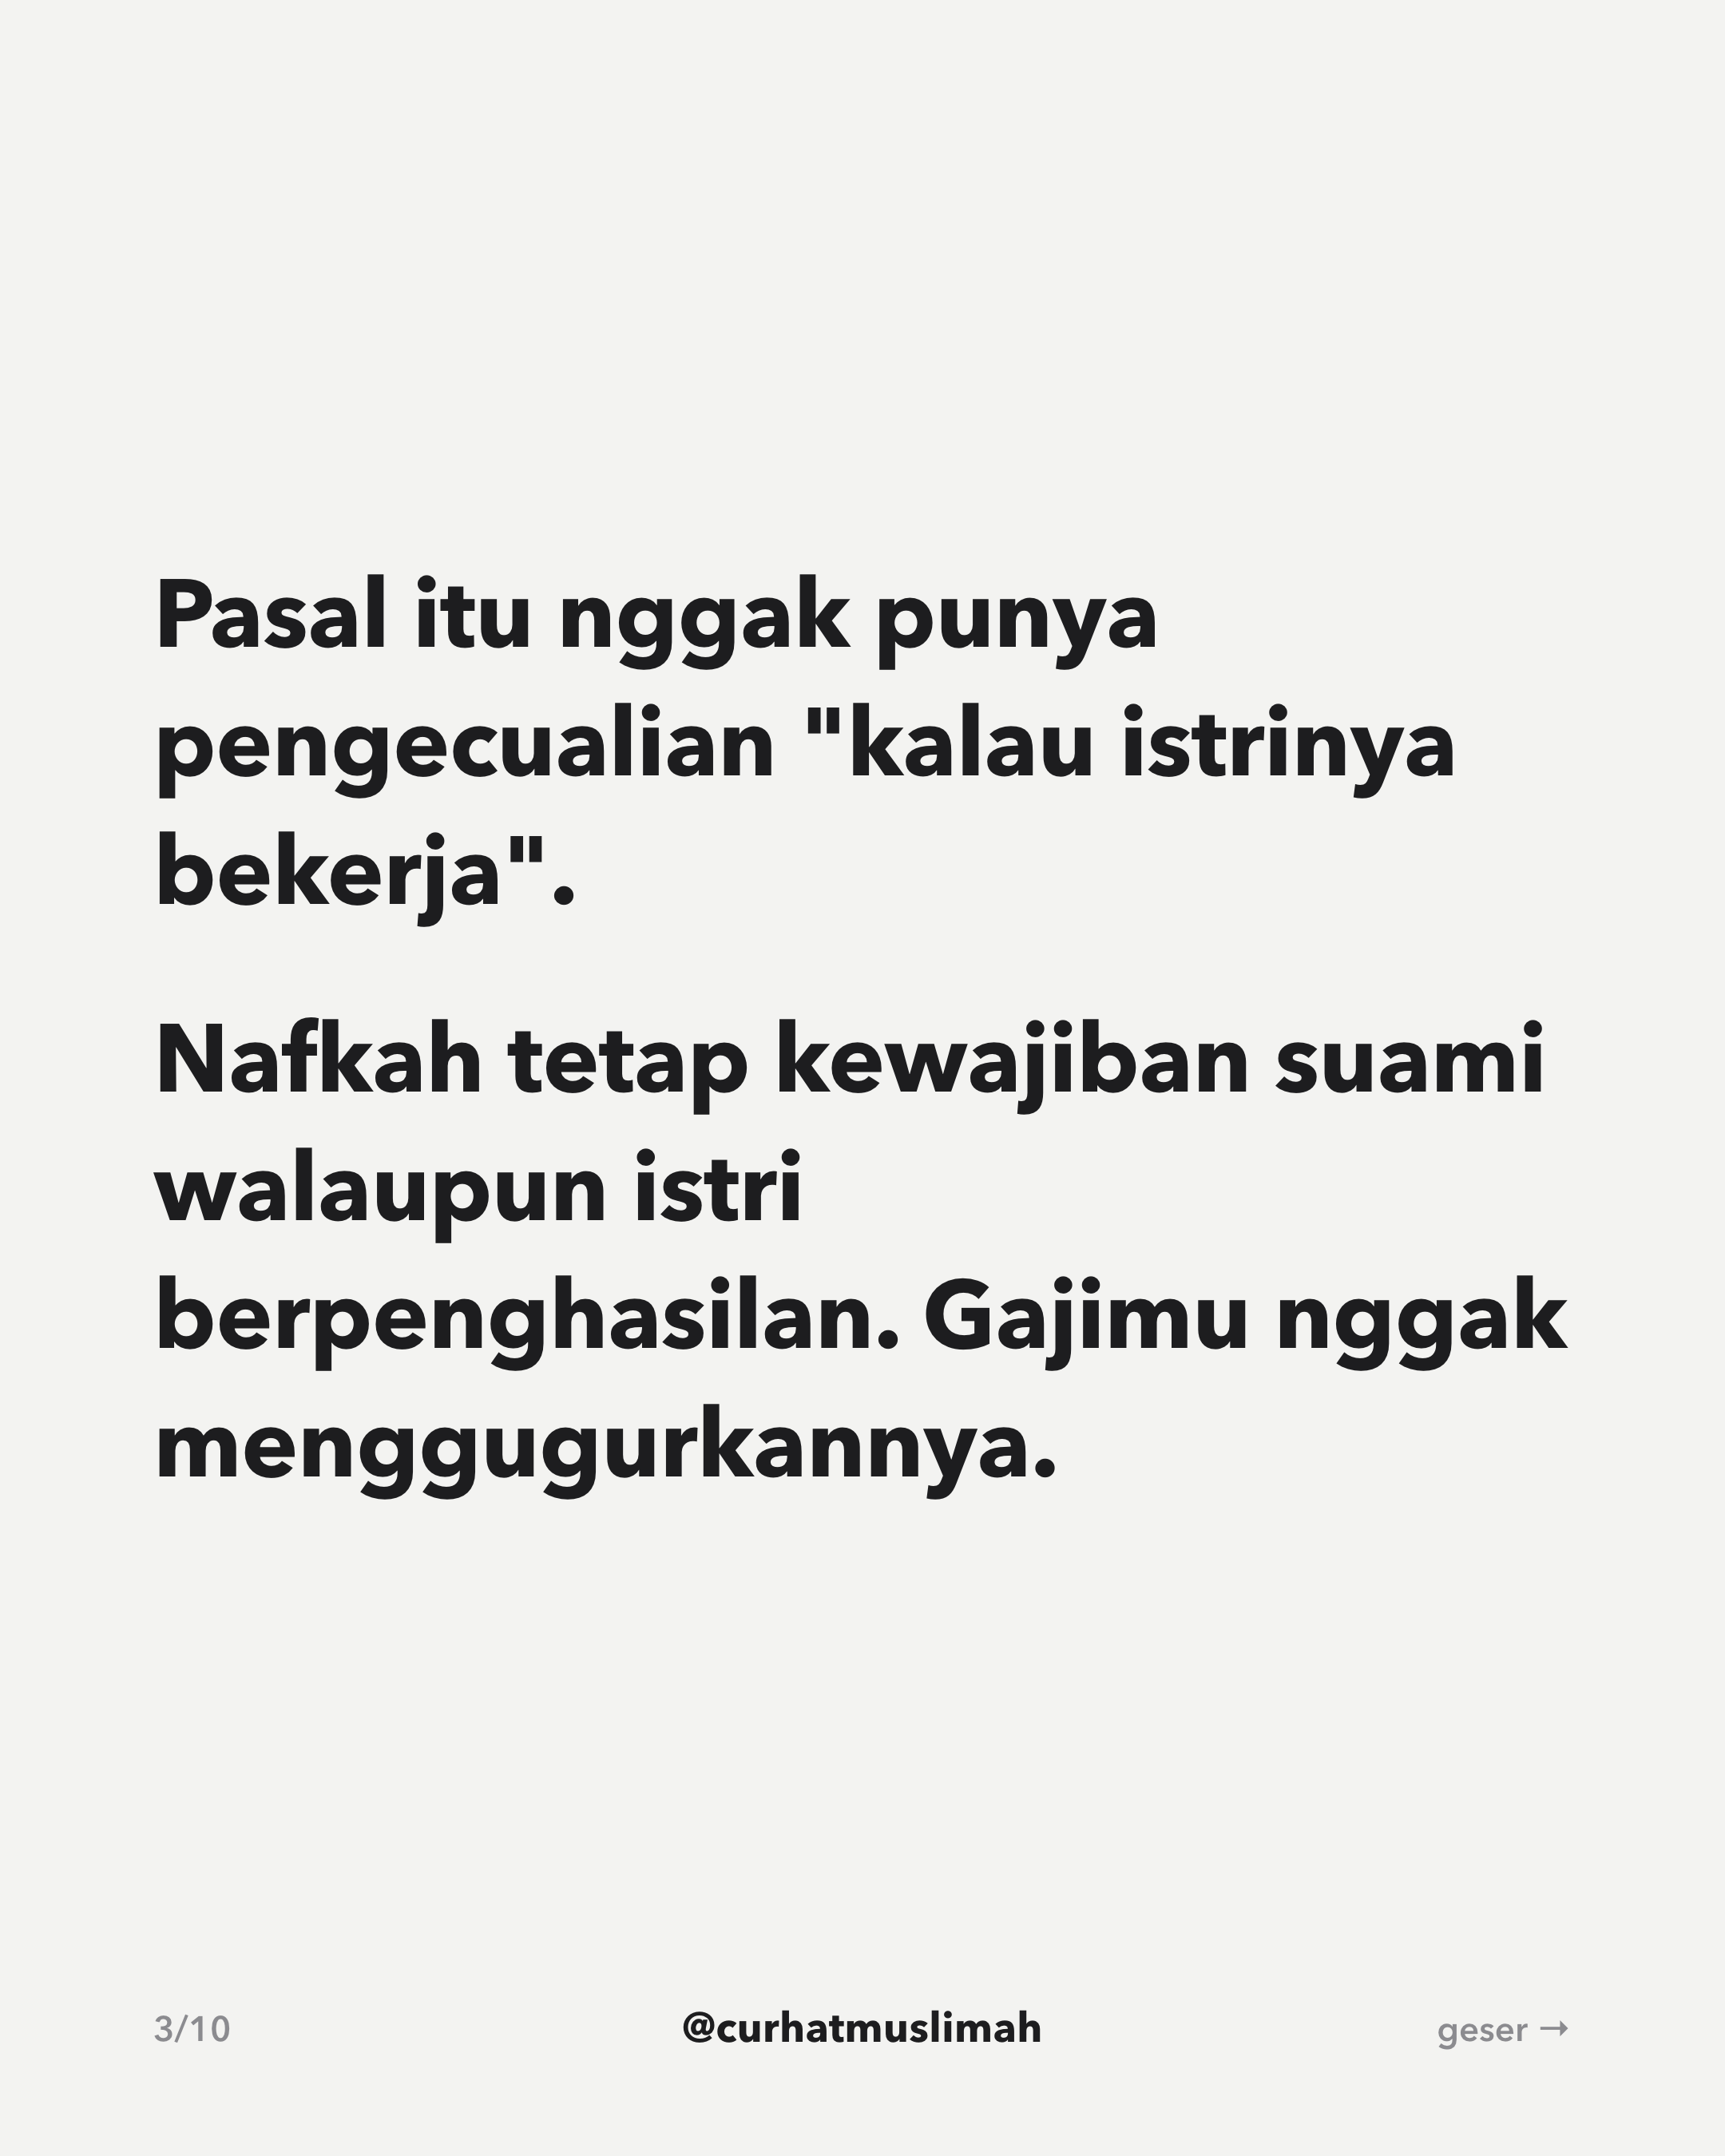 Pasal itu nggak punya
pengecualian "kalau istrinya
bekerja".
Nafkah tetap kewajiban suami
walaupun istri
berpenghasilan. Gajimu nggak
menggugurkannya.
3/10
@curhatmuslimah
geser →